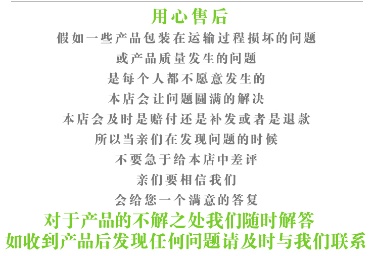 用心售后
假如一些产品包装在运输过程损坏的问题
或产品质量发生的问题
是每个人都不愿意发生的
本店会让问题圆满的解决
本店会及时是赔付还是补发或者是退款
所以当亲们在发现问题的时候
不要急于给本店中差评
亲们要相信我们
会给您一个满意的答复
对于产品的不解之处我们随时解答
如收到产品后发现任何问题请及时与我们联系